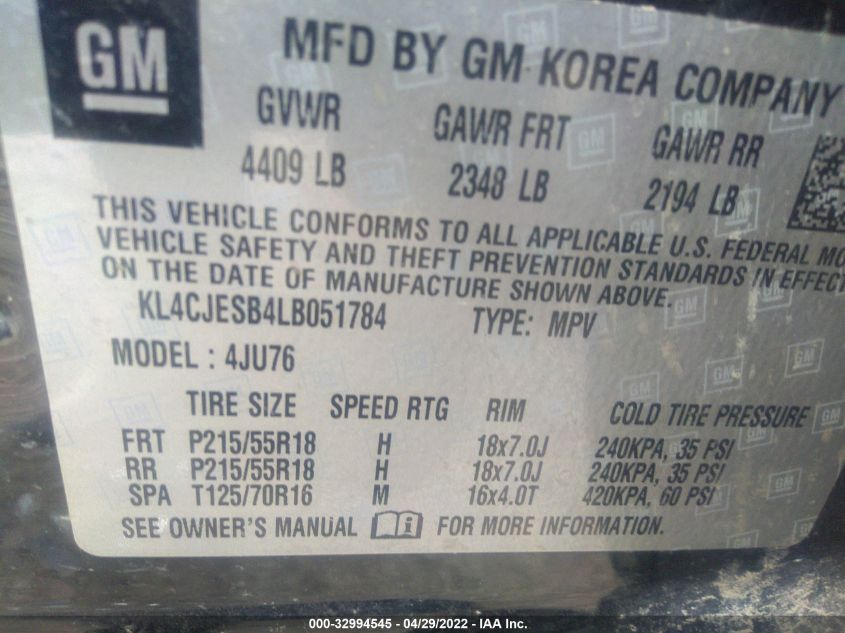 GM
MFD BY GM KOREA COMPANY
GVWR GAWR FRT GAWR RR
4409 LB 2348 LB 2194 LB
THIS VEHICLE CONFORMS TO ALL APPLICABLE U.S. FEDERAL MO
VEHICLE SAFETY AND THEFT PREVENTION STANDARDS IN EFFECT
ON THE DATE OF MANUFACTURE SHOWN ABOVE.
KL4CJESB4LB051784 TYPE: MPV
MODEL : 4JU76
TIRE SIZE SPEED RTG RIM COLD TIRE PRESSURE
FRT P215/55R18 H 18x7.0J 240KPA, 35 PSI
RR P215/55R18 H 18x7.0J 240KPA, 35 PSI
SPA T125/70R16 M 16x4.0T 420KPA, 60 PSI
SEE OWNER'S MANUAL i FOR MORE INFORMATION.
000-32994545 - 04/29/2022 - IAA Inc.